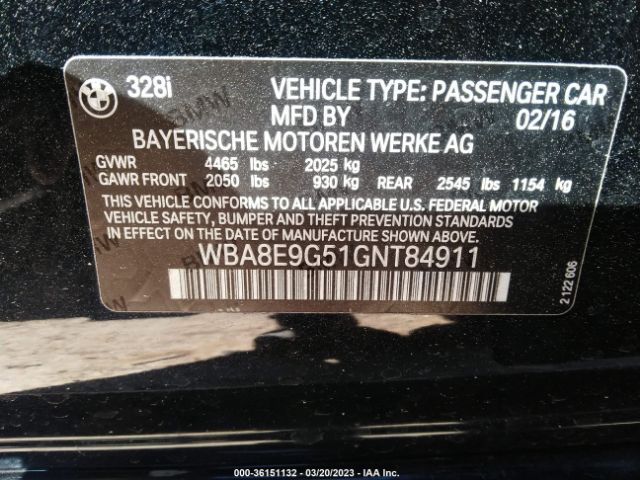 328i VEHICLE TYPE: PASSENGER CAR
MFD BY 02/16
BAYERISCHE MOTOREN WERKE AG
GVWR 4465 lbs 2025 kg
GAWR FRONT 2050 lbs 930 kg REAR 2545 lbs 1154 kg
THIS VEHICLE CONFORMS TO ALL APPLICABLE U.S. FEDERAL MOTOR
VEHICLE SAFETY, BUMPER AND THEFT PREVENTION STANDARDS
IN EFFECT ON THE DATE OF MANUFACTURE SHOWN ABOVE.
WBA8E9G51GNT84911
2 122 606
000-36151132 - 03/20/2023 - IAA Inc.